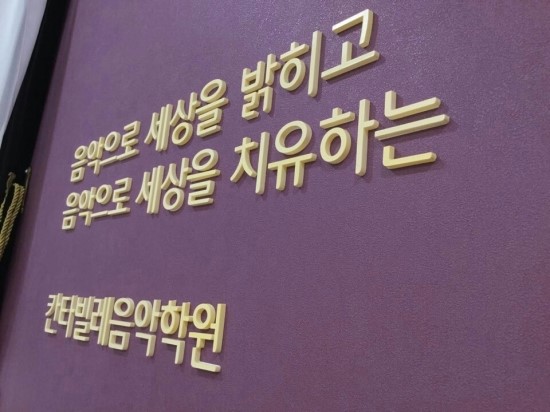 음악으로 세상을 밝히고
음악으로 세상을 치유하는
칸타빌레음악학원